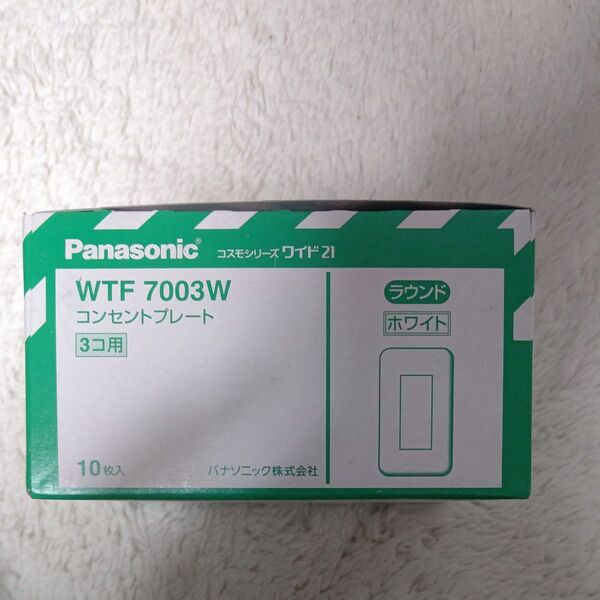 Panasonic® コスモシリーズ ワイド21
WTF 7003W
コンセントプレート
3コ用
10枚入
ラウンド
ホワイト
パナソニック株式会社